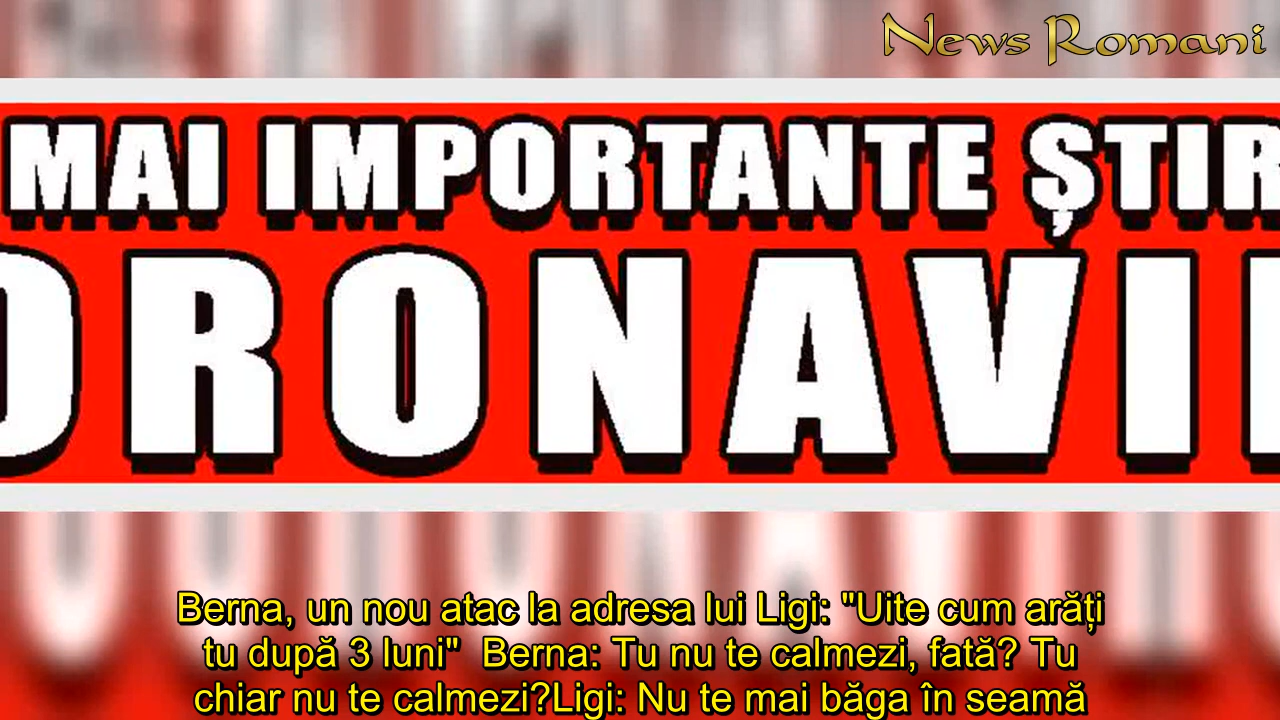 News Romani
MAI IMPORTANTE ȘTIR
ORONAVI
Berna, un nou atac la adresa lui Ligi: "Uite cum arăți
tu după 3 luni"  Berna: Tu nu te calmezi, fată? Tu
chiar nu te calmezi?Ligi: Nu te mai băga în seamă